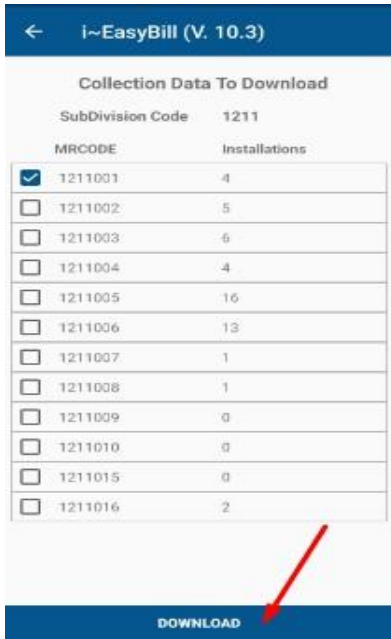 i~EasyBill (V. 10.3)
Collection Data To Download
SubDivision Code 1211
MRCODE Installations
1211001 4
1211002 5
1211003 6
1211004 4
1211005 16
1211006 13
1211007 1
1211008 1
1211009 0
1211010 0
1211015 0
1211016 2
DOWNLOAD